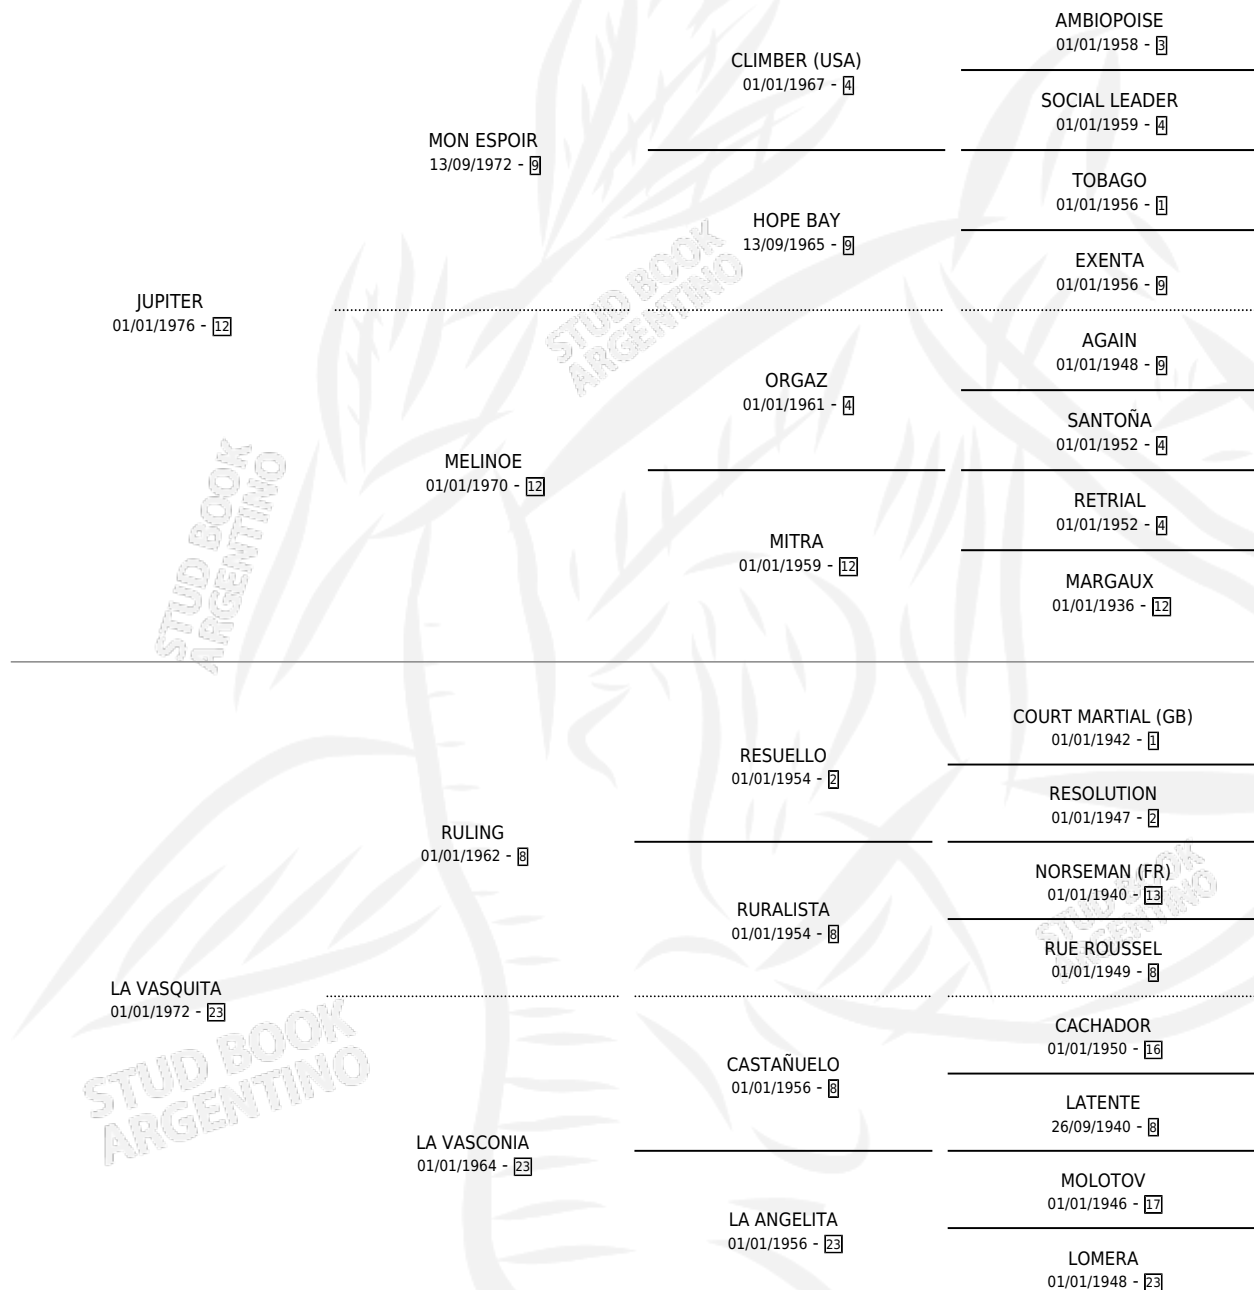 AMBIOPOISE
01/01/1958 - 3
CLIMBER (USA)
01/01/1967 - 4
SOCIAL LEADER
01/01/1959 - 4
MON ESPOIR
13/09/1972 - 9
TOBAGO
01/01/1956 - 1
HOPE BAY
13/09/1965 - 9
EXENTA
01/01/1956 - 9
JUPITER
01/01/1976 - 12
AGAIN
01/01/1948 - 9
ORGAZ
01/01/1961 - 4
SANTOÑA
01/01/1952 - 4
MELINOE
01/01/1970 - 12
RETRIAL
01/01/1952 - 4
MITRA
01/01/1959 - 12
MARGAUX
01/01/1936 - 12
COURT MARTIAL (GB)
01/01/1942 - 1
RESUELLO
01/01/1954 - 2
RESOLUTION
01/01/1947 - 2
RULING
01/01/1962 - 8
NORSEMAN (FR)
01/01/1940 - 13
RURALISTA
01/01/1954 - 8
RUE ROUSSEL
01/01/1949 - 8
LA VASQUITA
01/01/1972 - 23
CACHADOR
01/01/1950 - 16
CASTAÑUELO
01/01/1956 - 8
LATENTE
26/09/1940 - 8
LA VASCONIA
01/01/1964 - 23
MOLOTOV
01/01/1946 - 17
LA ANGELITA
01/01/1956 - 23
LOMERA
01/01/1948 - 23
STUD BOOK
ARGENTINO
STUD BOOK
ARGENTINO
STUD BOOK
ARGENTINO
STUD BOOK
ARGENTINO